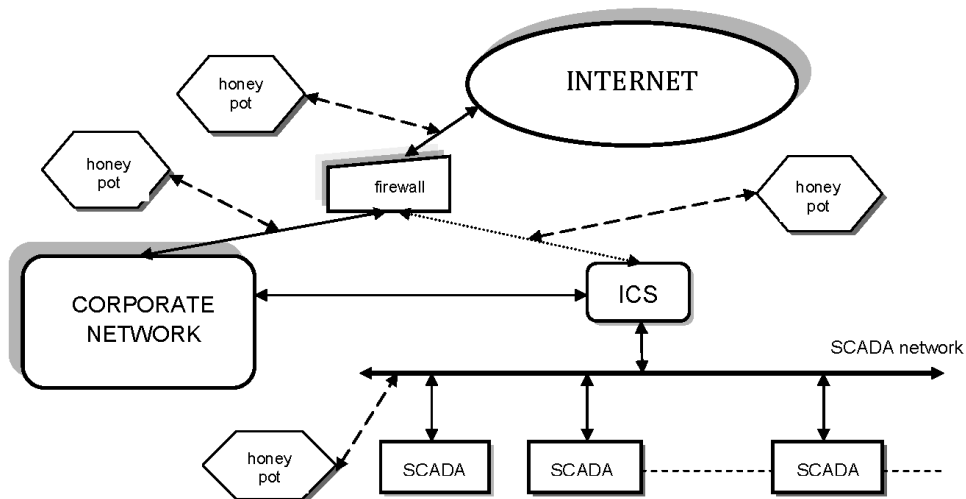 INTERNET
honey
pot
honey
pot
firewall
honey
pot
CORPORATE
NETWORK
ICS
SCADA network
honey
pot
SCADA
SCADA
SCADA